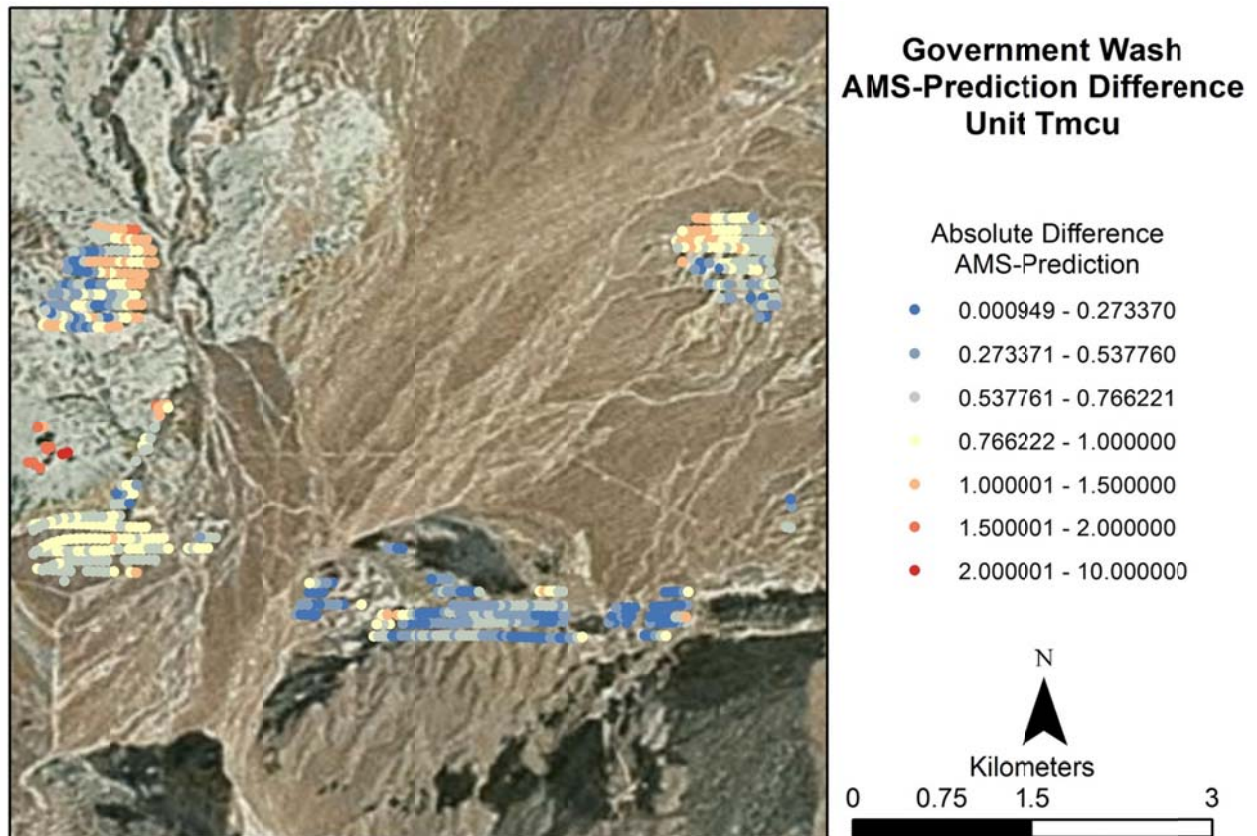 Government Wash
AMS-Prediction Difference
Unit Tmcu
Absolute Difference
AMS-Prediction
0.000949 - 0.273370
0.273371 - 0.537760
0.537761 - 0.766221
0.766222 - 1.000000
1.000001 - 1.500000
1.500001 - 2.000000
2.000001 - 10.000000
N
Kilometers
0 0.75 1.5 3